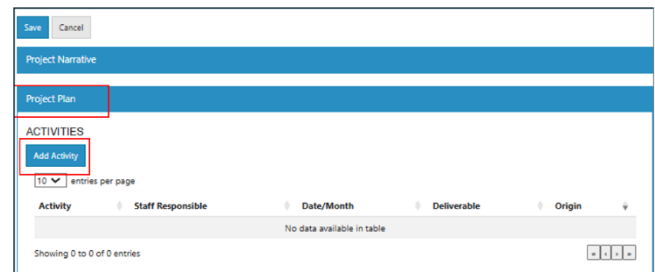 Save Cancel
Project Narrative
Project Plan
ACTIVITIES
Add Activity
10 entries per page
Activity Staff Responsible Date/Month Deliverable Origin
No data available in table
Showing 0 to 0 of 0 entries « ‹ › »